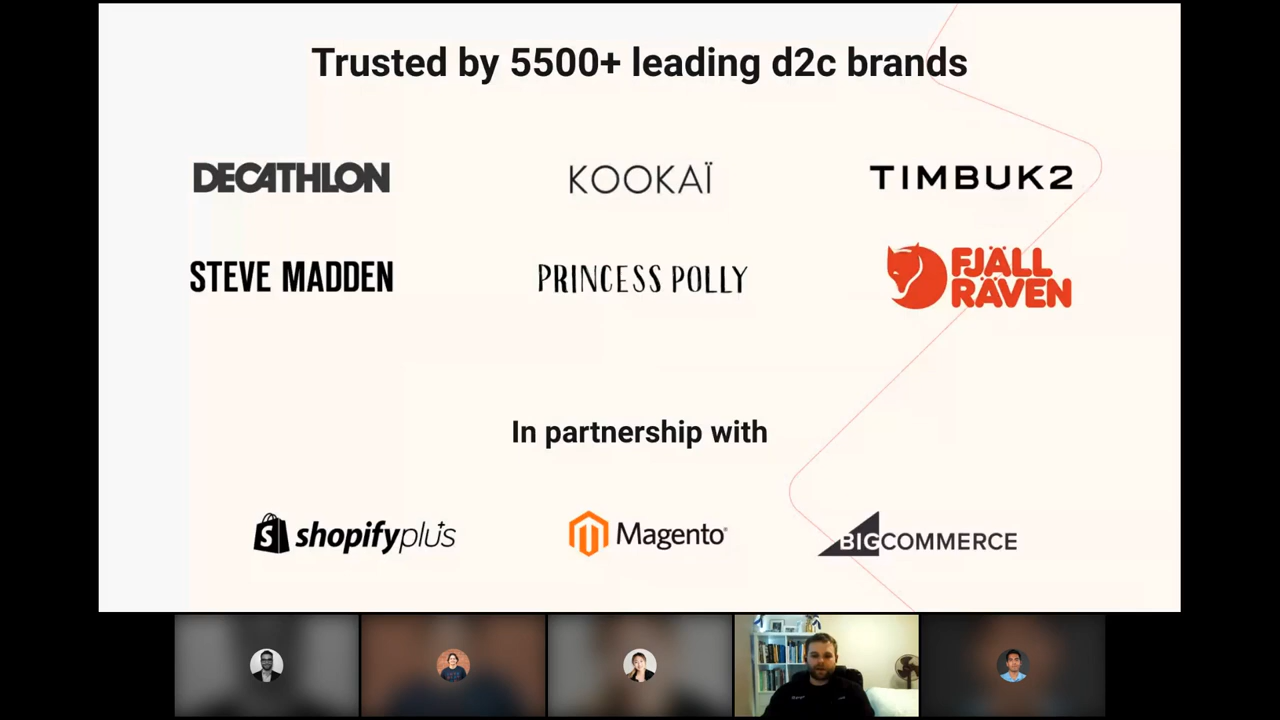 Trusted by 5500+ leading d2c brands
DECATHLON
KOOKAÏ
TIMBUK2
STEVE MADDEN
PRINCESS POLLY
FJÄLL
RÄVEN
In partnership with
shopifyplus
Magento
BIGCOMMERCE